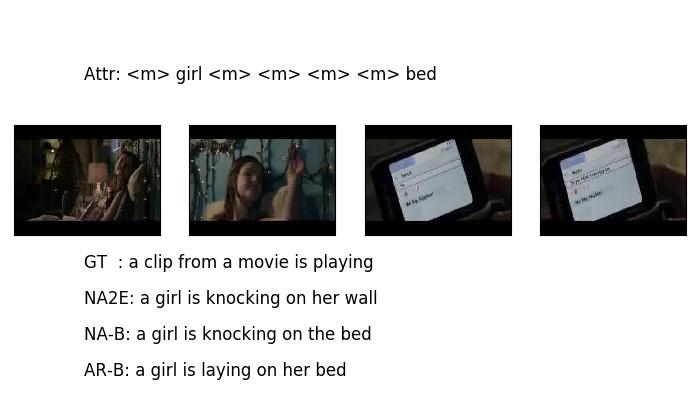 Attr: <m> girl <m> <m> <m> <m> bed
GT  : a clip from a movie is playing
NA2E: a girl is knocking on her wall
NA-B: a girl is knocking on the bed
AR-B: a girl is laying on her bed